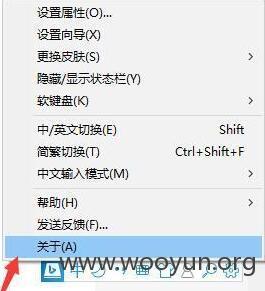 设置属性(O)...
设置向导(X)
更换皮肤(S)
隐藏/显示状态栏(Y)
软键盘(K)
中/英文切换(E) Shift
简繁切换(T) Ctrl+Shift+F
中文输入模式(M)
帮助(H)
发送反馈(F)...
关于(A)
www.wooyun.org
中